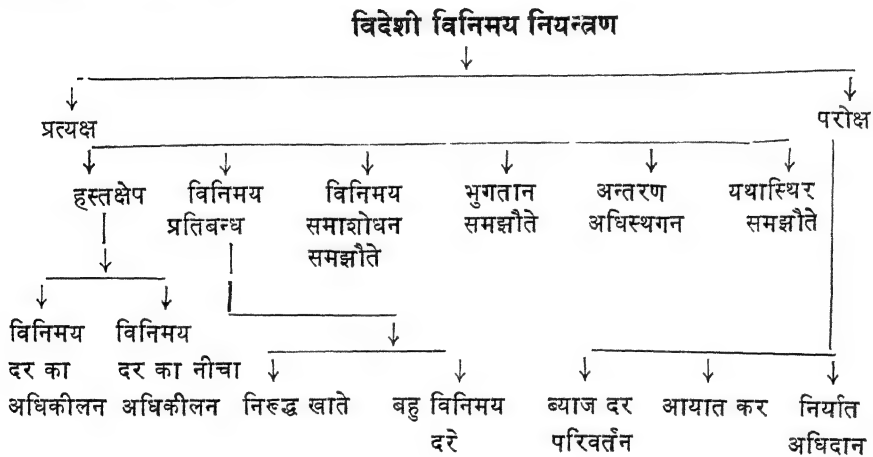 विदेशी विनिमय नियन्त्रण
प्रत्यक्ष परोक्ष
हस्तक्षेप विनिमय विनिमय भुगतान अन्तरण यथास्थिर
प्रतिबन्ध समाशोधन समझौते अधिस्थगन समझौते
समझौते
विनिमय विनिमय
दर का दर का नीचा
अधिकीलन अधिकीलन निरूद्ध खाते बहु विनिमय ब्याज दर आयात कर निर्यात
दरे परिवर्तन अधिदान